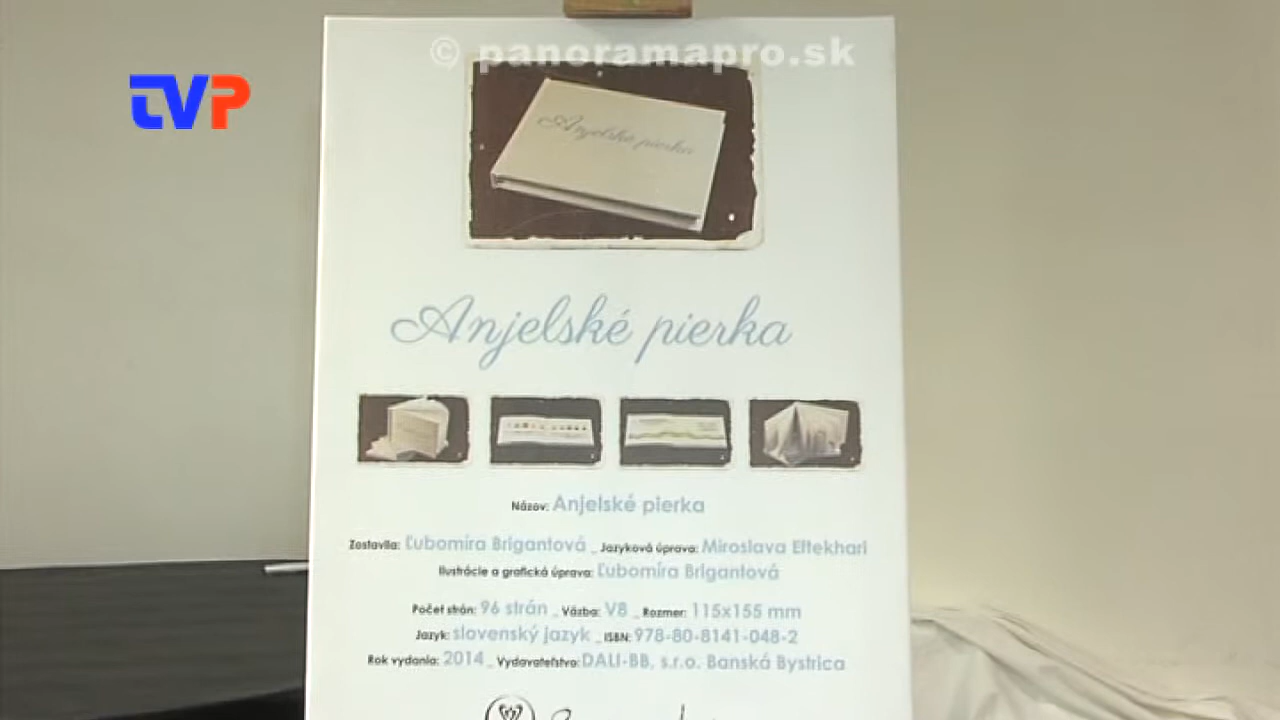 © panoramapro.sk
TVP
Anjelské pierka
Anjelské pierka
Názov: Anjelské pierka
Zostavila: Ľubomíra Brigantová _ Jazyková úprava: Miroslava Eftekhari
Ilustrácie a grafická úprava: Ľubomíra Brigantová
Počet strán: 96 strán _ Väzba: V8 _ Rozmer: 115x155 mm
Jazyk: slovenský jazyk _ ISBN: 978-80-8141-048-2
Rok vydania: 2014 _ Vydavateľstvo: DALI-BB, s.r.o. Banská Bystrica